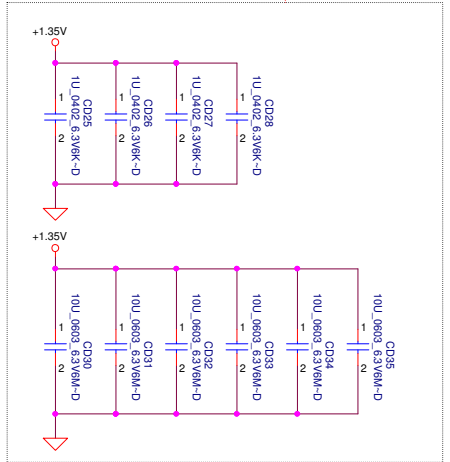 +1.35V
1
2
CD25
1U_0402_6.3V6K~D
1
2
CD26
1U_0402_6.3V6K~D
1
2
CD27
1U_0402_6.3V6K~D
1
2
CD28
1U_0402_6.3V6K~D
+1.35V
1
2
CD30
10U_0603_6.3V6M~D
1
2
CD31
10U_0603_6.3V6M~D
1
2
CD32
10U_0603_6.3V6M~D
1
2
CD33
10U_0603_6.3V6M~D
1
2
CD34
10U_0603_6.3V6M~D
1
2
CD35
10U_0603_6.3V6M~D